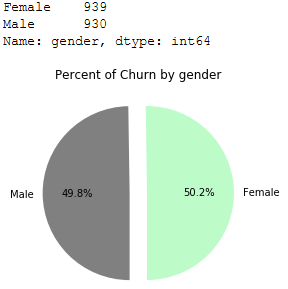 Female    939
Male      930
Name: gender, dtype: int64
Percent of Churn by gender
Male
49.8%
50.2%
Female